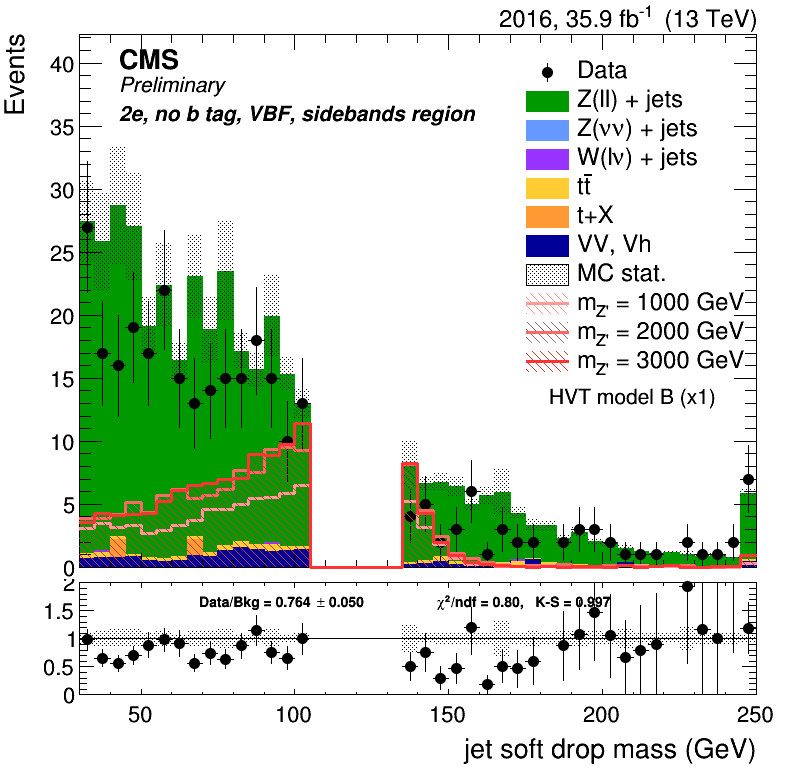 2016, 35.9 fb⁻¹ (13 TeV)
Events
CMS
Preliminary
2e, no b tag, VBF, sidebands region
Data
Z(ll) + jets
Z(νν) + jets
W(lν) + jets
tt̄
t+X
VV, Vh
MC stat.
m_Z' = 1000 GeV
m_Z' = 2000 GeV
m_Z' = 3000 GeV
HVT model B (x1)
40
35
30
25
20
15
10
5
0
Data/Bkg = 0.764 ± 0.050
χ²/ndf = 0.80, K-S = 0.997
2
1.5
1
0.5
0
50 100 150 200 250
jet soft drop mass (GeV)